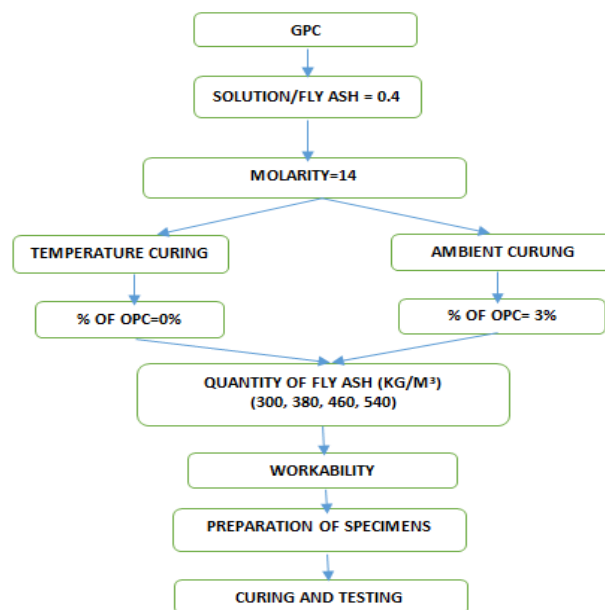 GPC
SOLUTION/FLY ASH = 0.4
MOLARITY=14
TEMPERATURE CURING
AMBIENT CURUNG
% OF OPC=0%
% OF OPC= 3%
QUANTITY OF FLY ASH (KG/M³)
(300, 380, 460, 540)
WORKABILITY
PREPARATION OF SPECIMENS
CURING AND TESTING